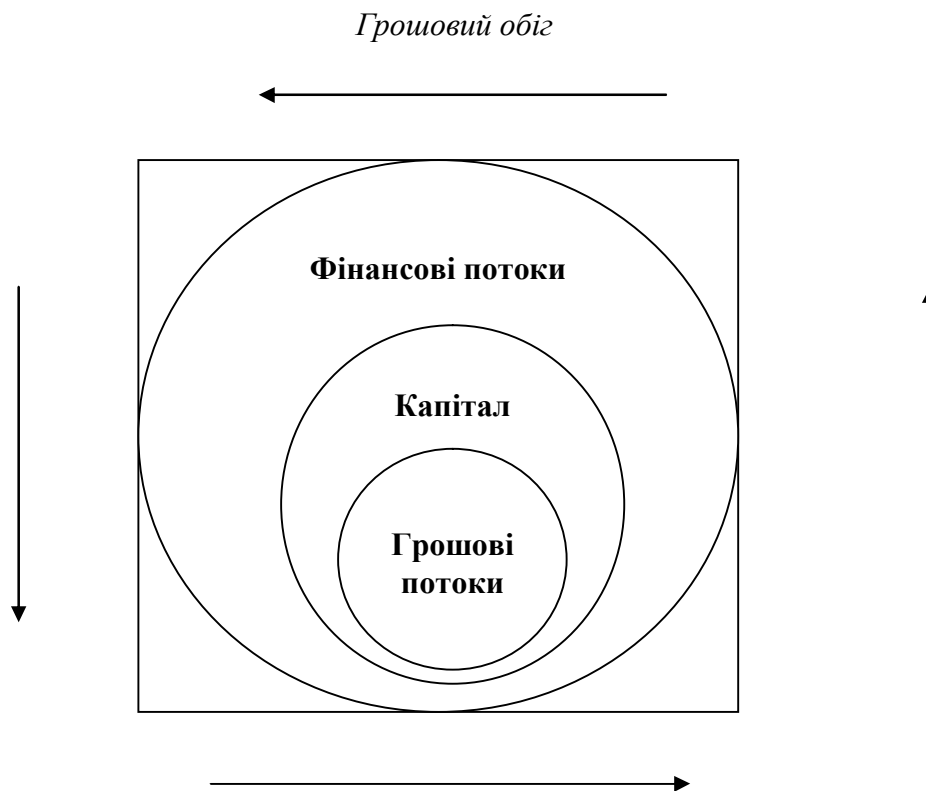 Грошовий обіг
Фінансові потоки
Капітал
Грошові
потоки